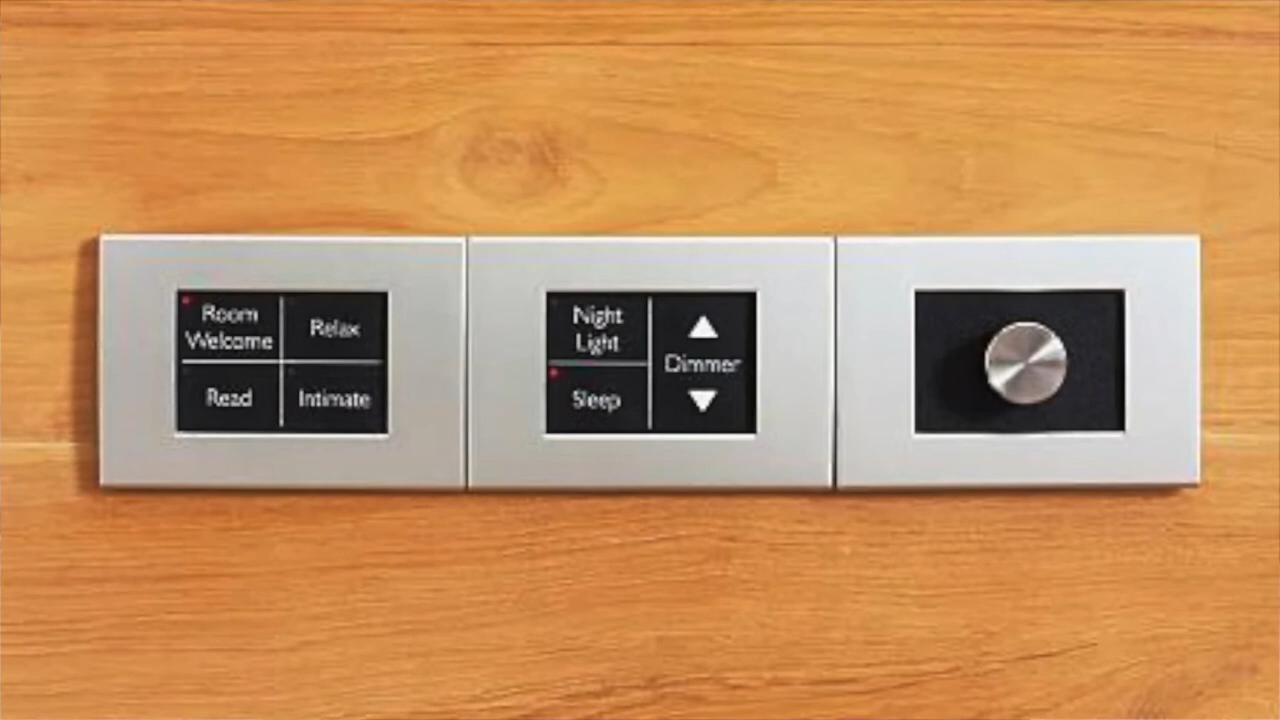 Room
Welcome
Relax
Read
Intimate
Night
Light
Dimmer
Sleep